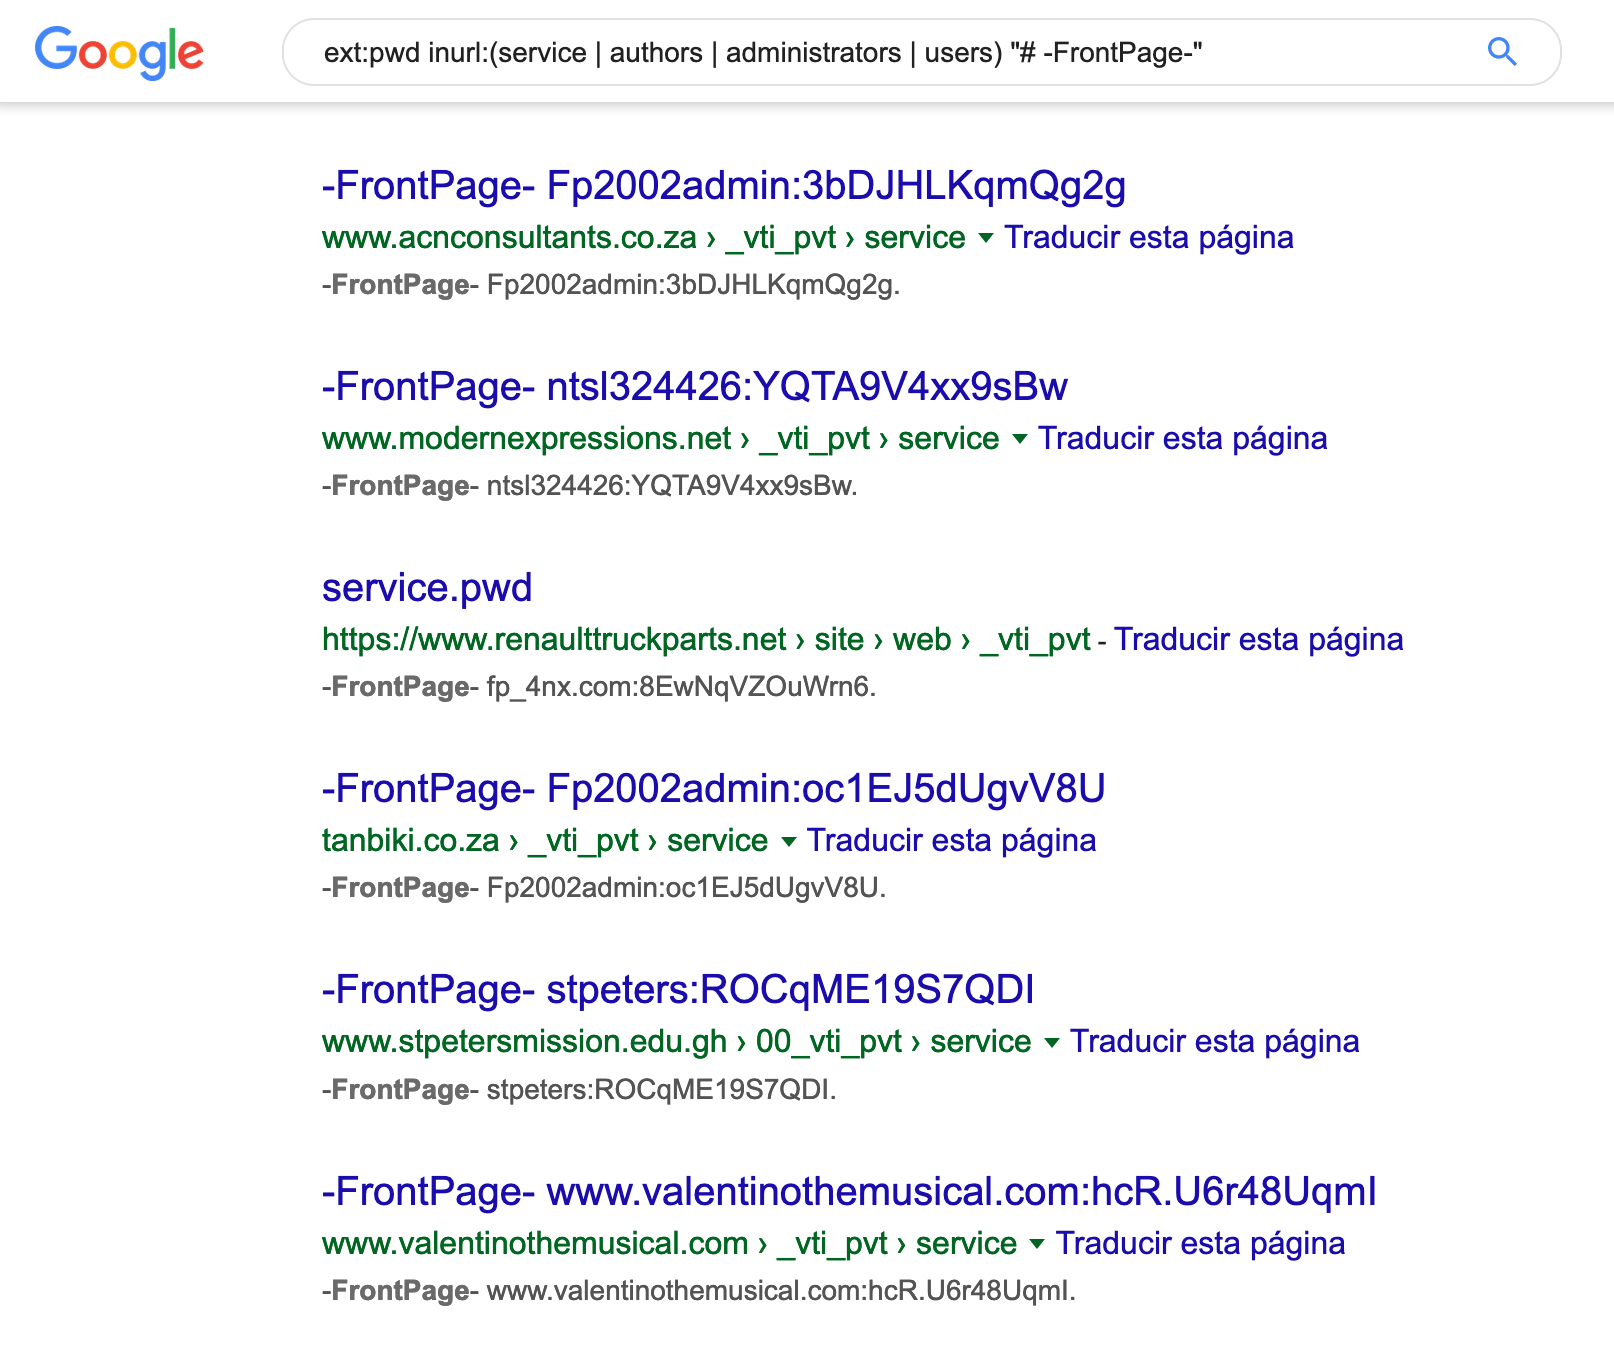 Google
ext:pwd inurl:(service | authors | administrators | users) "# -FrontPage-"
-FrontPage- Fp2002admin:3bDJHLKqmQg2g
www.acnconsultants.co.za › _vti_pvt › service ▾ Traducir esta página
-FrontPage- Fp2002admin:3bDJHLKqmQg2g.
-FrontPage- ntsl324426:YQTA9V4xx9sBw
www.modernexpressions.net › _vti_pvt › service ▾ Traducir esta página
-FrontPage- ntsl324426:YQTA9V4xx9sBw.
service.pwd
https://www.renaulttruckparts.net › site › web › _vti_pvt - Traducir esta página
-FrontPage- fp_4nx.com:8EwNqVZOuWrn6.
-FrontPage- Fp2002admin:oc1EJ5dUgvV8U
tanbiki.co.za › _vti_pvt › service ▾ Traducir esta página
-FrontPage- Fp2002admin:oc1EJ5dUgvV8U.
-FrontPage- stpeters:ROCqME19S7QDI
www.stpetersmission.edu.gh › 00_vti_pvt › service ▾ Traducir esta página
-FrontPage- stpeters:ROCqME19S7QDI.
-FrontPage- www.valentinothemusical.com:hcR.U6r48UqmI
www.valentinothemusical.com › _vti_pvt › service ▾ Traducir esta página
-FrontPage- www.valentinothemusical.com:hcR.U6r48UqmI.